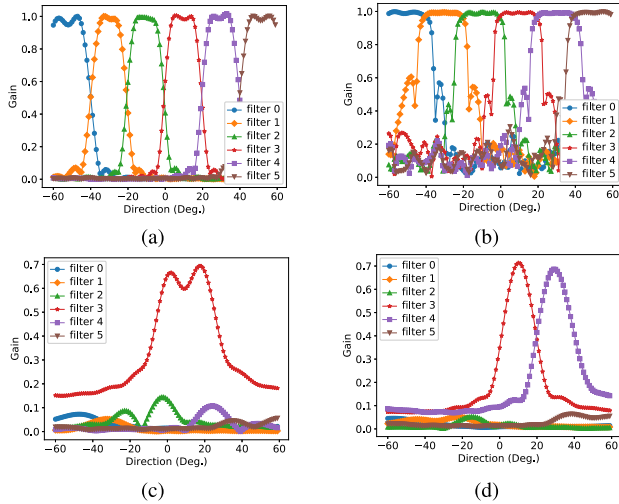 1.0
0.8
0.6
0.4
0.2
0.0
Gain
filter 0
filter 1
filter 2
filter 3
filter 4
filter 5
−60 −40 −20 0 20 40 60
Direction (Deg.)
(a)
1.0
0.8
0.6
0.4
0.2
0.0
Gain
filter 0
filter 1
filter 2
filter 3
filter 4
filter 5
−60 −40 −20 0 20 40 60
Direction (Deg.)
(b)
0.7
0.6
0.5
0.4
0.3
0.2
0.1
0.0
Gain
filter 0
filter 1
filter 2
filter 3
filter 4
filter 5
−60 −40 −20 0 20 40 60
Direction (Deg.)
(c)
0.7
0.6
0.5
0.4
0.3
0.2
0.1
0.0
Gain
filter 0
filter 1
filter 2
filter 3
filter 4
filter 5
−60 −40 −20 0 20 40 60
Direction (Deg.)
(d)